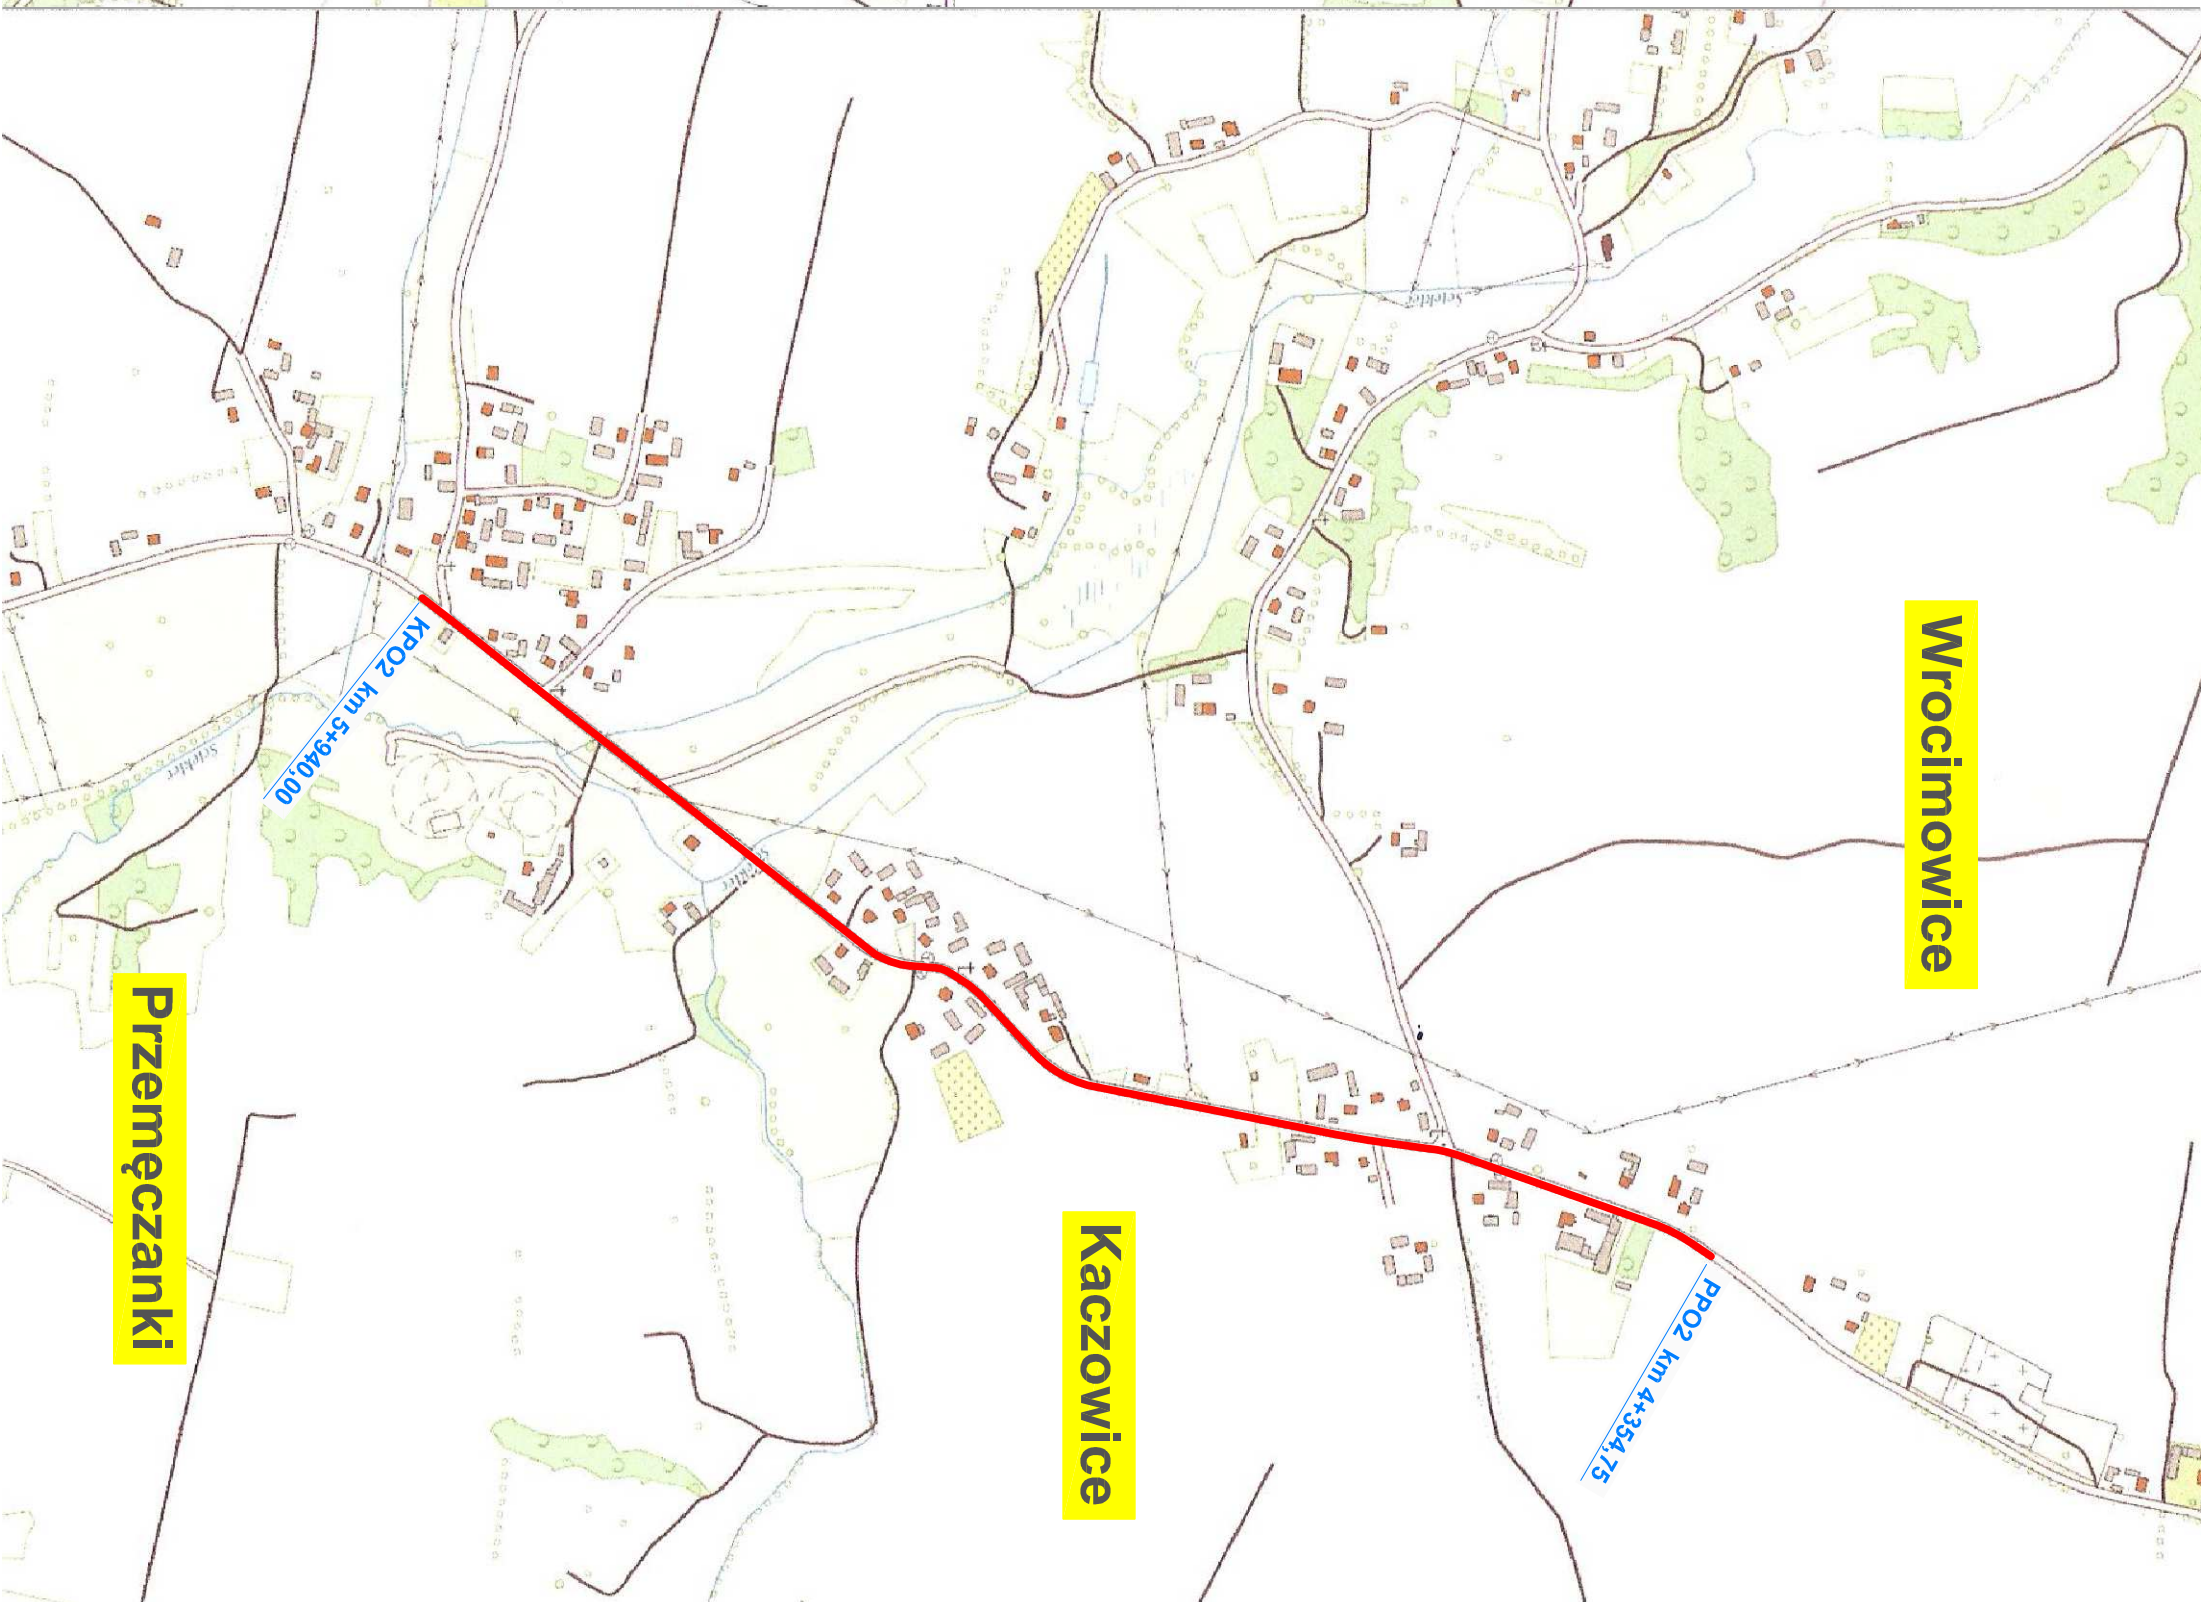 Wrocimowice
Kaczowice
Przemęczanki
PPO2 km 4+354,75
KPO2 km 5+940,00